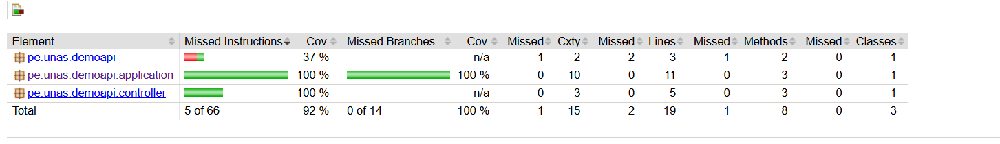 Element Missed Instructions Cov. Missed Branches Cov. Missed Cxty Missed Lines Missed Methods Missed Classes
pe.unas.demoapi 37 % n/a 1 2 2 3 1 2 0 1
pe.unas.demoapi.application 100 % 100 % 0 10 0 11 0 3 0 1
pe.unas.demoapi.controller 100 % n/a 0 3 0 5 0 3 0 1
Total 5 of 66 92 % 0 of 14 100 % 1 15 2 19 1 8 0 3